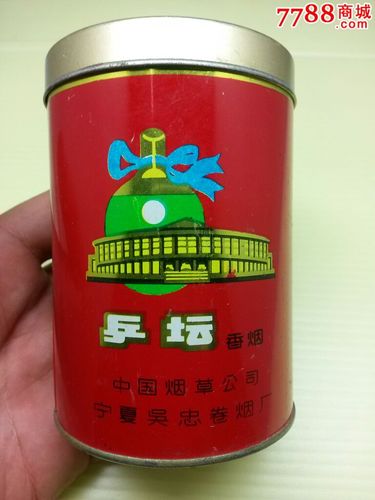 7788商城
.com
乒坛香烟
中国烟草公司
宁夏吴忠卷烟厂